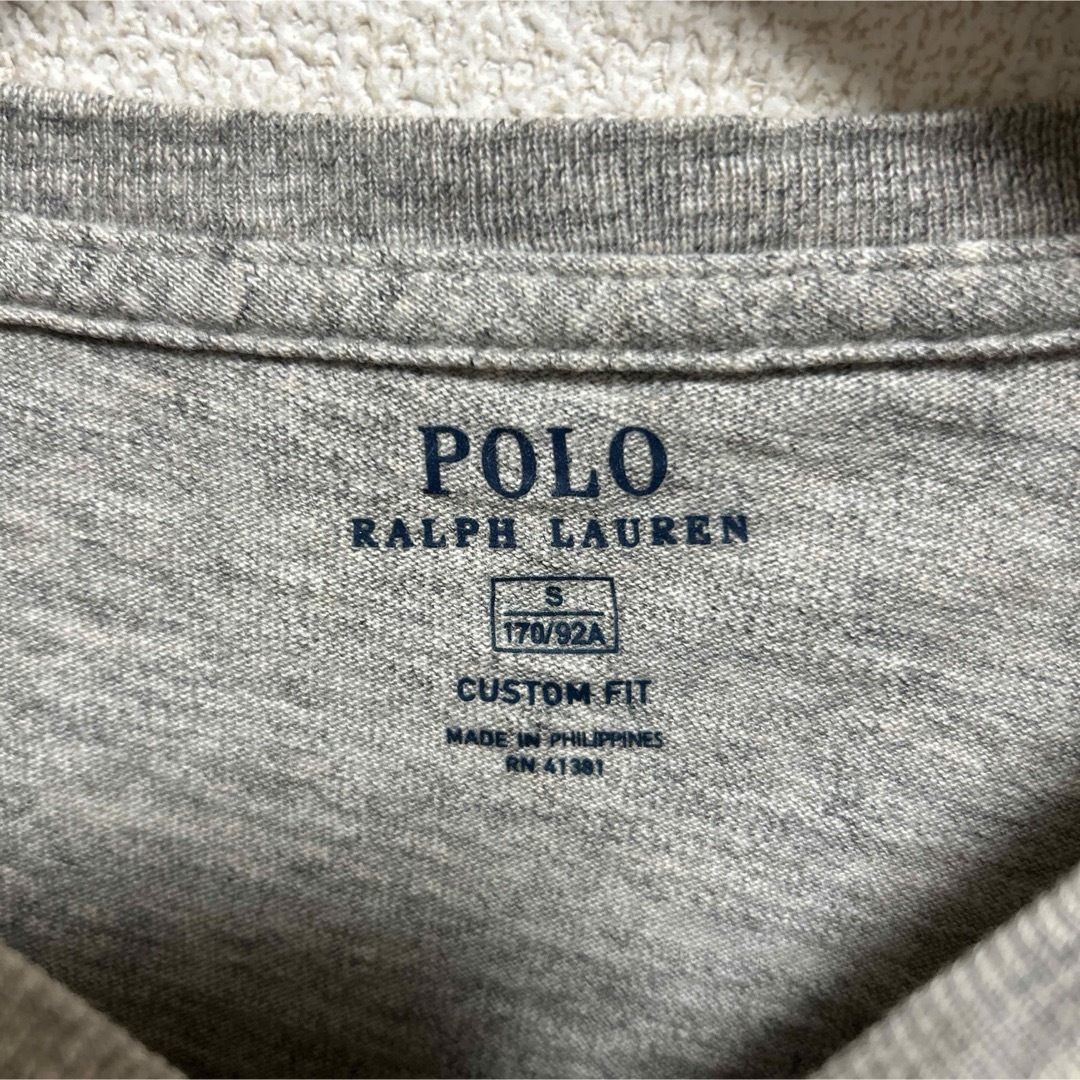 POLO
RALPH LAUREN
S
170/92A
CUSTOM FIT
MADE IN PHILIPPINES
RN 41381